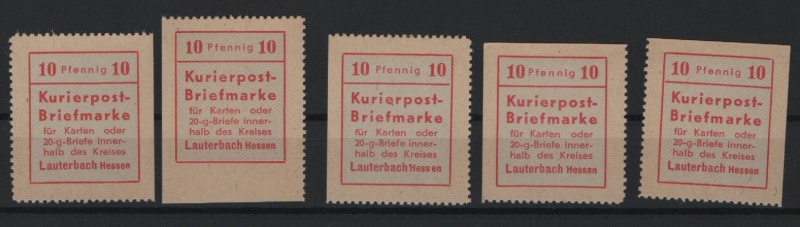 10 Pfennig 10
Kurierpost-
Briefmarke
für Karten oder
20-g-Briefe inner-
halb des Kreises
Lauterbach Hessen
10 Pfennig 10
Kurierpost-
Briefmarke
für Karten oder
20-g-Briefe inner-
halb des Kreises
Lauterbach Hessen
10 Pfennig 10
Kurierpost-
Briefmarke
für Karten oder
20-g-Briefe inner-
halb des Kreises
Lauterbach Hessen
10 Pfennig 10
Kurierpost-
Briefmarke
für Karten oder
20-g-Briefe inner-
halb des Kreises
Lauterbach Hessen
10 Pfennig 10
Kurierpost-
Briefmarke
für Karten oder
20-g-Briefe inner-
halb des Kreises
Lauterbach Hessen